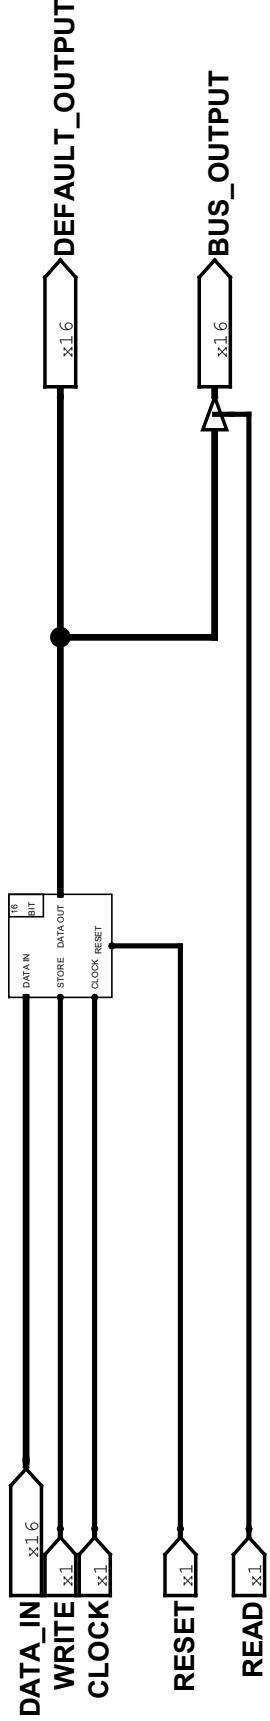 DEFAULT_OUTPUT
x16
BUS_OUTPUT
x16
16
BIT
DATA IN
STORE
DATA OUT
CLOCK
RESET
DATA_IN
x16
WRITE
x1
CLOCK
x1
RESET
x1
READ
x1